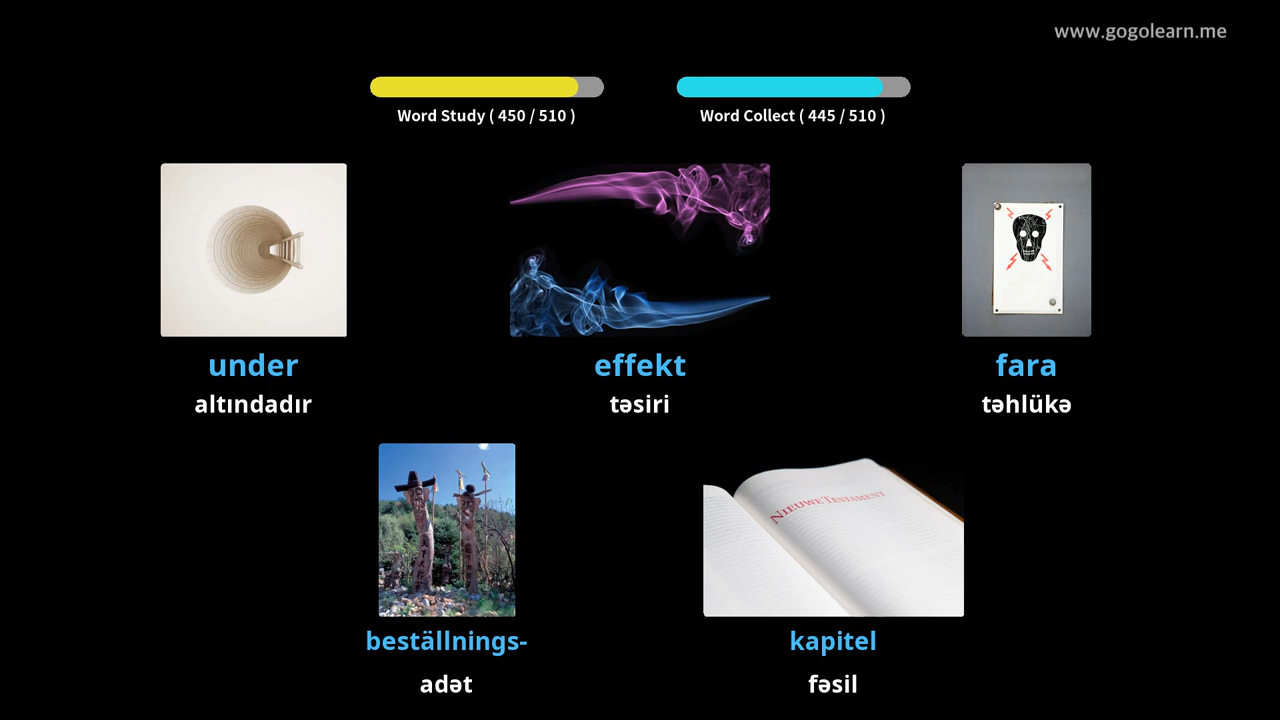 www.gogolearn.me
Word Study ( 450 / 510 )
Word Collect ( 445 / 510 )
under
altındadır
effekt
təsiri
fara
təhlükə
NIEUWE TESTAMENT
beställnings-
adət
kapitel
fəsil